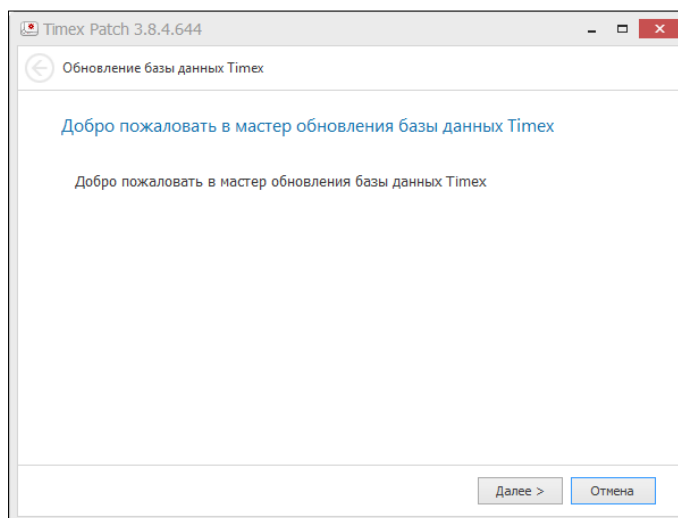 Timex Patch 3.8.4.644
Обновление базы данных Timex
Добро пожаловать в мастер обновления базы данных Timex
Добро пожаловать в мастер обновления базы данных Timex
Далее >
Отмена